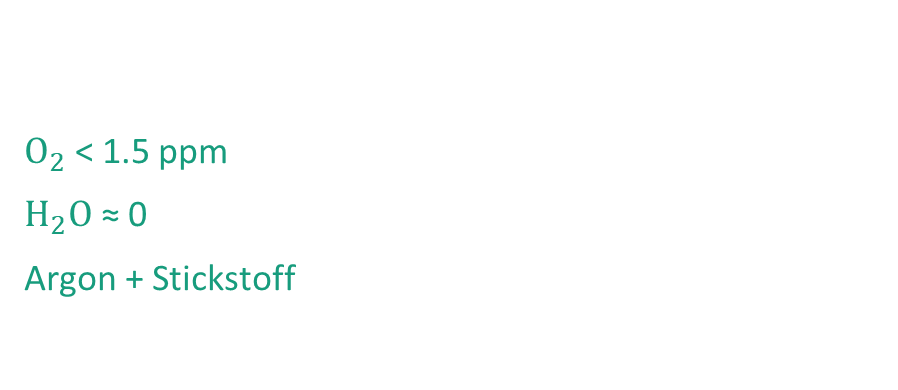 O₂ < 1.5 ppm
H₂O ≈ 0
Argon + Stickstoff